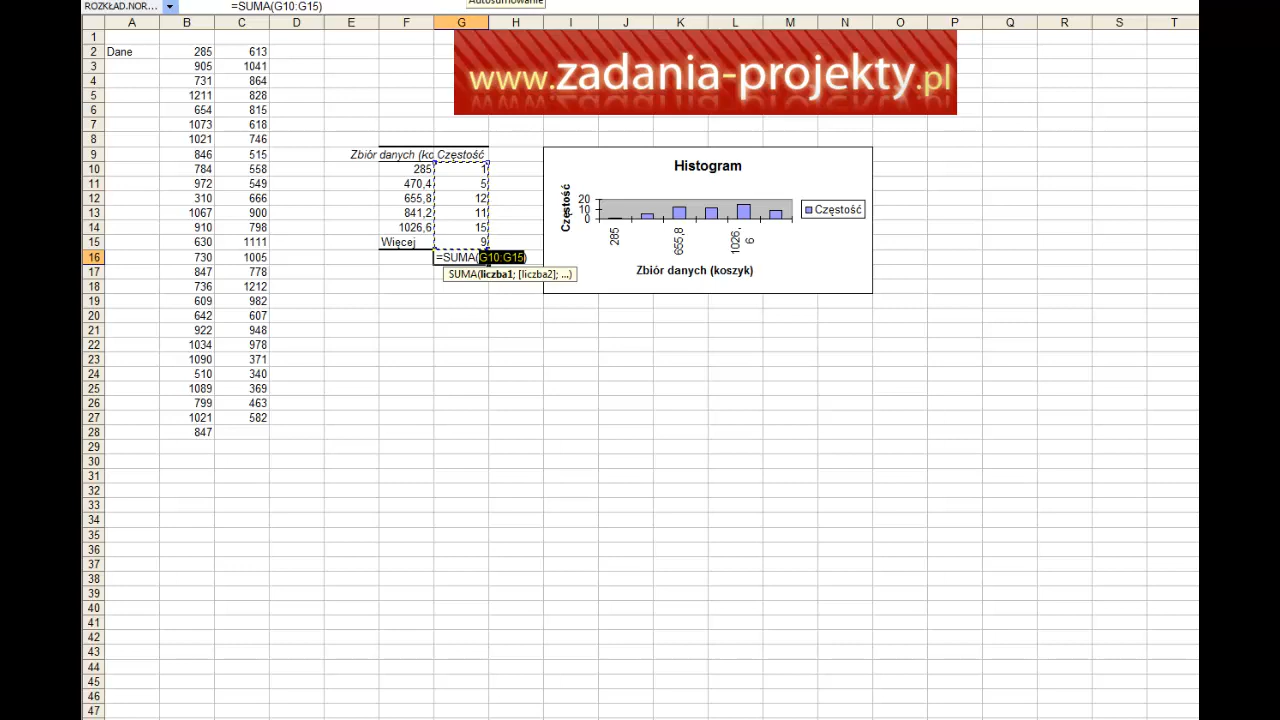 ROZKŁAD.NOR... =SUMA(G10:G15) Autosumowanie
A B C D E F G H I J K L M N O P Q R S T
1
2 Dane 285 613
3 905 1041
4 731 864
5 1211 828
6 654 815
7 1073 618
8 1021 746
9 846 515 Zbiór danych (ko Częstość
10 784 558 285 1
11 972 549 470,4 5
12 310 666 655,8 12
13 1067 900 841,2 11
14 910 798 1026,6 15
15 630 1111 Więcej 9
16 730 1005 =SUMA(G10:G15)
17 847 778 SUMA(liczba1; [liczba2]; ...)
18 736 1212
19 609 982
20 642 607
21 922 948
22 1034 978
23 1090 371
24 510 340
25 1089 369
26 799 463
27 1021 582
28 847
29
30
31
32
33
34
35
36
37
38
39
40
41
42
43
44
45
46
47
www.zadania-projekty.pl
Histogram
Częstość
20
10
0
285 655,8 1026,6
Zbiór danych (koszyk)
Częstość